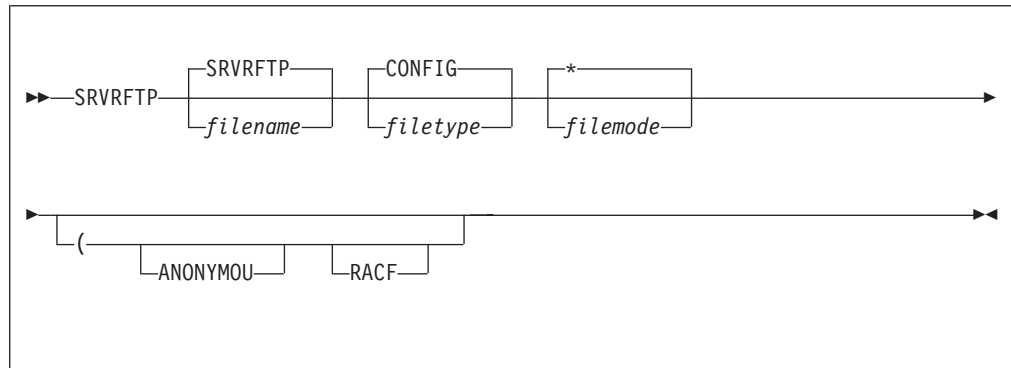 SRVRFTP CONFIG *
SRVRFTP
filename filetype filemode
(
ANONYMOU RACF